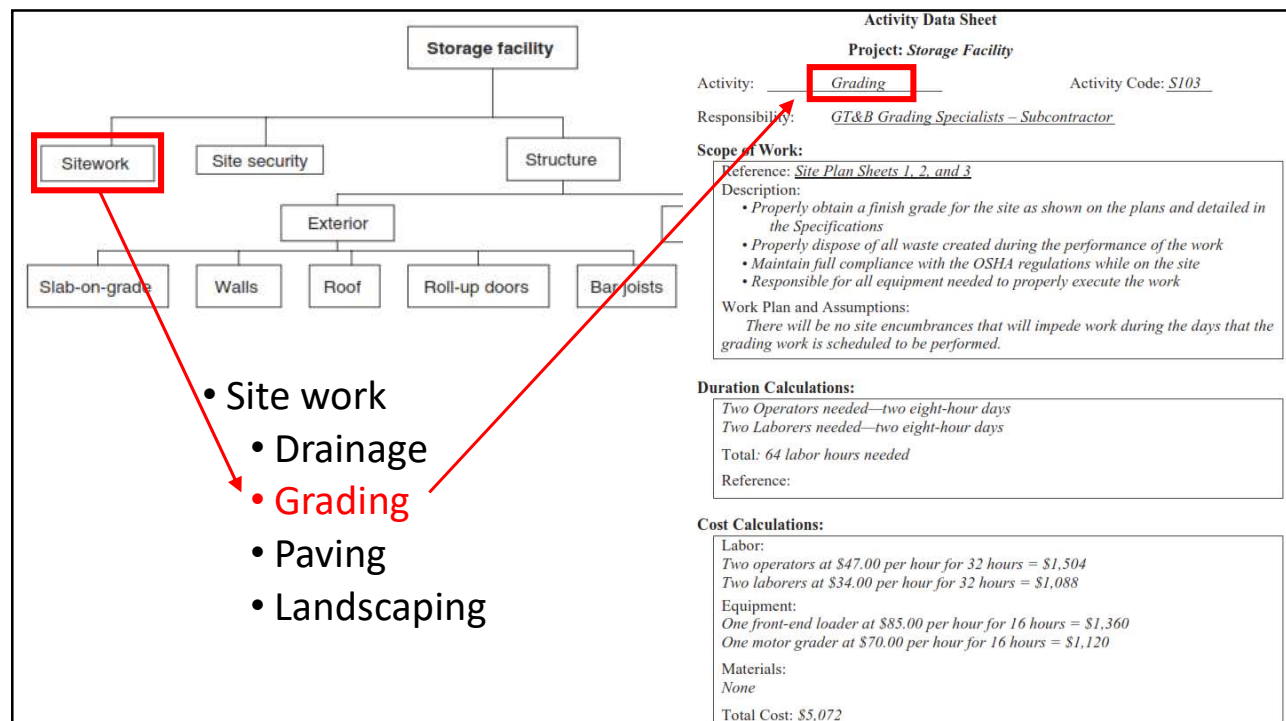 Storage facility
Sitework
Site security
Structure
Exterior
Slab-on-grade
Walls
Roof
Roll-up doors
Bar joists
• Site work
• Drainage
• Grading
• Paving
• Landscaping
Activity Data Sheet
Project: Storage Facility
Activity: Grading Activity Code: S103
Responsibility: GT&B Grading Specialists – Subcontractor
Scope of Work:
Reference: Site Plan Sheets 1, 2, and 3
Description:
• Properly obtain a finish grade for the site as shown on the plans and detailed in
the Specifications
• Properly dispose of all waste created during the performance of the work
• Maintain full compliance with the OSHA regulations while on the site
• Responsible for all equipment needed to properly execute the work
Work Plan and Assumptions:
There will be no site encumbrances that will impede work during the days that the
grading work is scheduled to be performed.
Duration Calculations:
Two Operators needed—two eight-hour days
Two Laborers needed—two eight-hour days
Total: 64 labor hours needed
Reference:
Cost Calculations:
Labor:
Two operators at $47.00 per hour for 32 hours = $1,504
Two laborers at $34.00 per hour for 32 hours = $1,088
Equipment:
One front-end loader at $85.00 per hour for 16 hours = $1,360
One motor grader at $70.00 per hour for 16 hours = $1,120
Materials:
None
Total Cost: $5,072